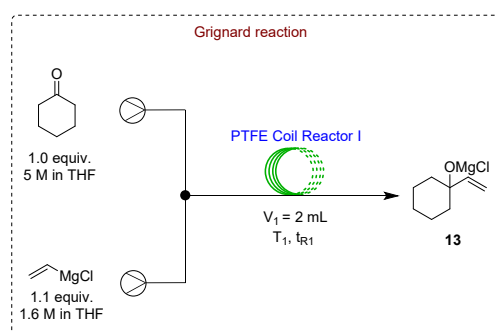 Grignard reaction
O
1.0 equiv.
5 M in THF
PTFE Coil Reactor I
V1 = 2 mL
T1, tR1
OMgCl
13
MgCl
1.1 equiv.
1.6 M in THF